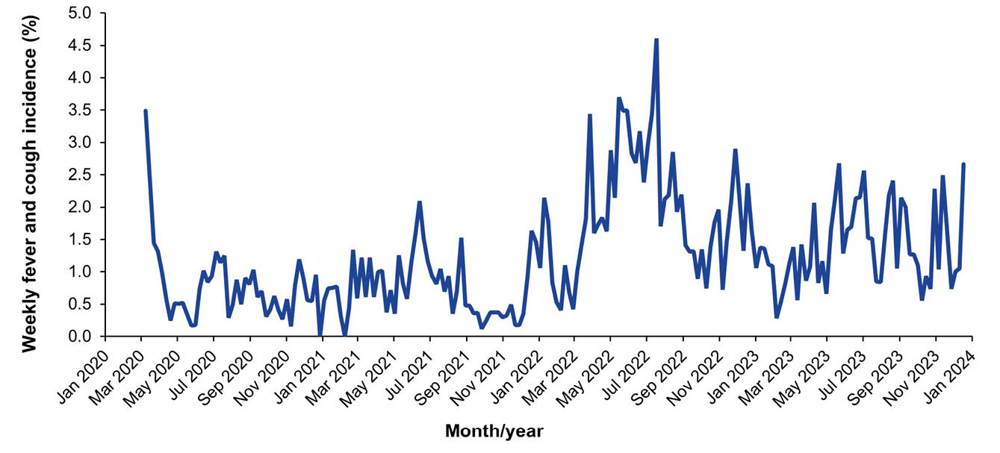 Weekly fever and cough incidence (%)
5.0
4.5
4.0
3.5
3.0
2.5
2.0
1.5
1.0
0.5
0.0
Jan 2020
Mar 2020
May 2020
Jul 2020
Sep 2020
Nov 2020
Jan 2021
Mar 2021
May 2021
Jul 2021
Sep 2021
Nov 2021
Jan 2022
Mar 2022
May 2022
Jul 2022
Sep 2022
Nov 2022
Jan 2023
Mar 2023
May 2023
Jul 2023
Sep 2023
Nov 2023
Jan 2024
Month/year